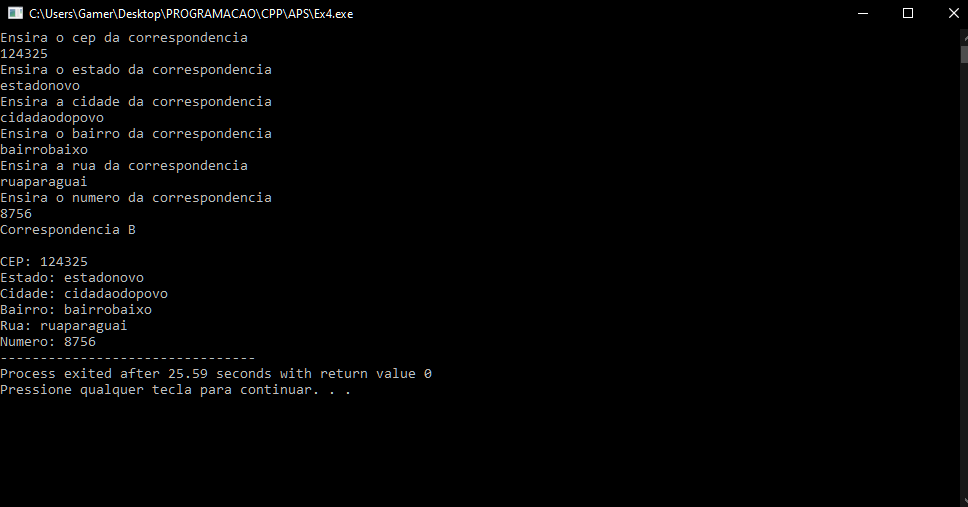 C:\Users\Gamer\Desktop\PROGRAMACAO\CPP\APS\Ex4.exe
Ensira o cep da correspondencia
124325
Ensira o estado da correspondencia
estadonovo
Ensira a cidade da correspondencia
cidadaodopovo
Ensira o bairro da correspondencia
bairrobaixo
Ensira a rua da correspondencia
ruaparaguai
Ensira o numero da correspondencia
8756
Correspondencia B

CEP: 124325
Estado: estadonovo
Cidade: cidadaodopovo
Bairro: bairrobaixo
Rua: ruaparaguai
Numero: 8756
--------------------------------
Process exited after 25.59 seconds with return value 0
Pressione qualquer tecla para continuar. . .